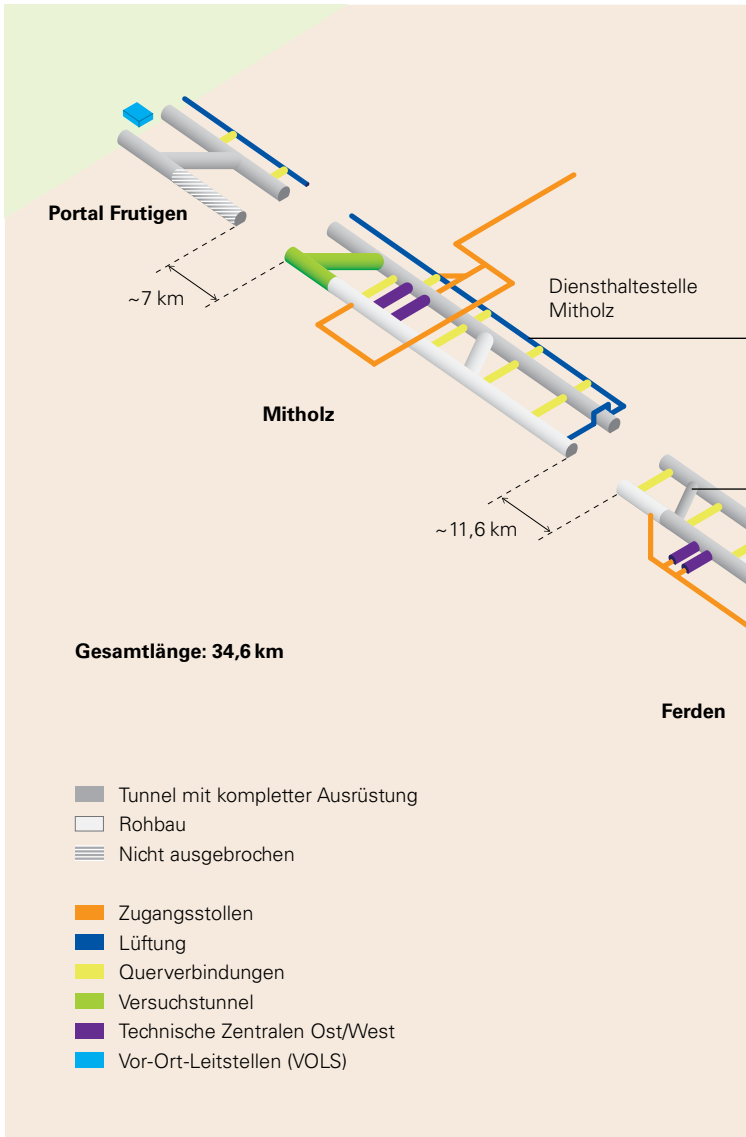 Portal Frutigen
~7 km
Diensthaltestelle
Mitholz
Mitholz
~11,6 km
Gesamtlänge: 34,6 km
Ferden
Tunnel mit kompletter Ausrüstung
Rohbau
Nicht ausgebrochen
Zugangsstollen
Lüftung
Querverbindungen
Versuchstunnel
Technische Zentralen Ost/West
Vor-Ort-Leitstellen (VOLS)